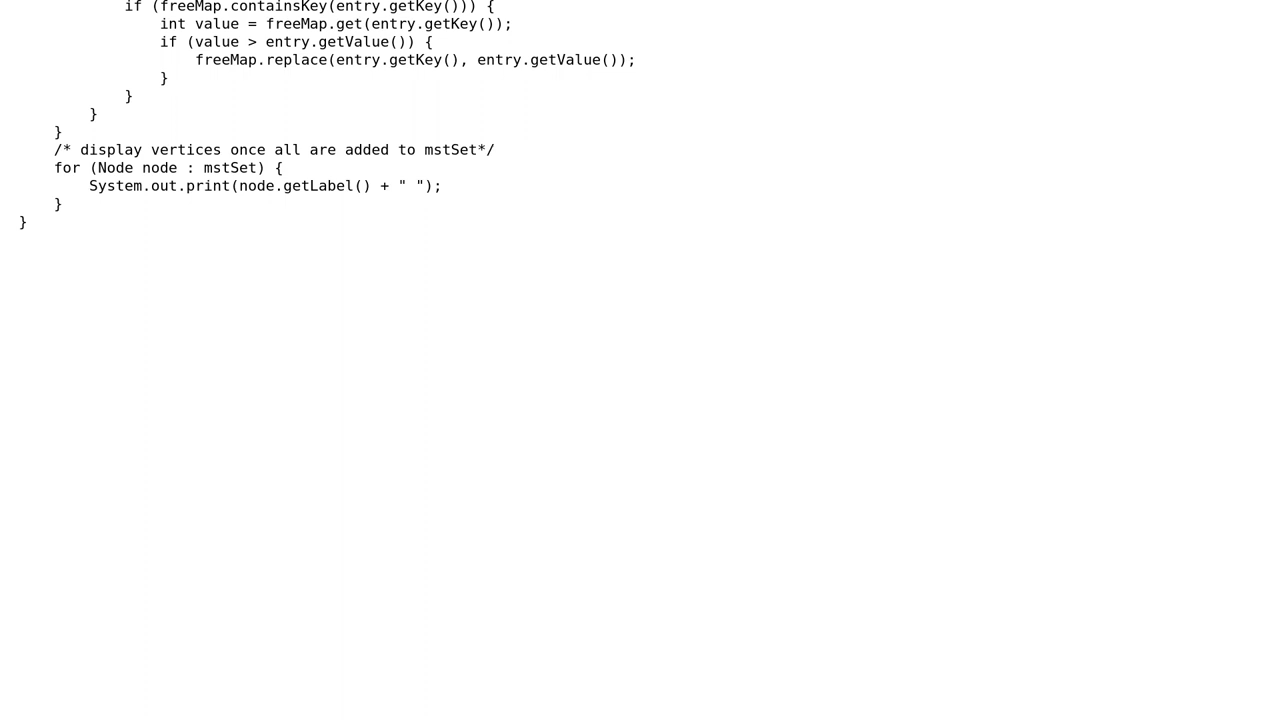 if (freeMap.containsKey(entry.getKey())) {
int value = freeMap.get(entry.getKey());
if (value > entry.getValue()) {
freeMap.replace(entry.getKey(), entry.getValue());
}
}
}
}
/* display vertices once all are added to mstSet*/
for (Node node : mstSet) {
System.out.print(node.getLabel() + " ");
}
}